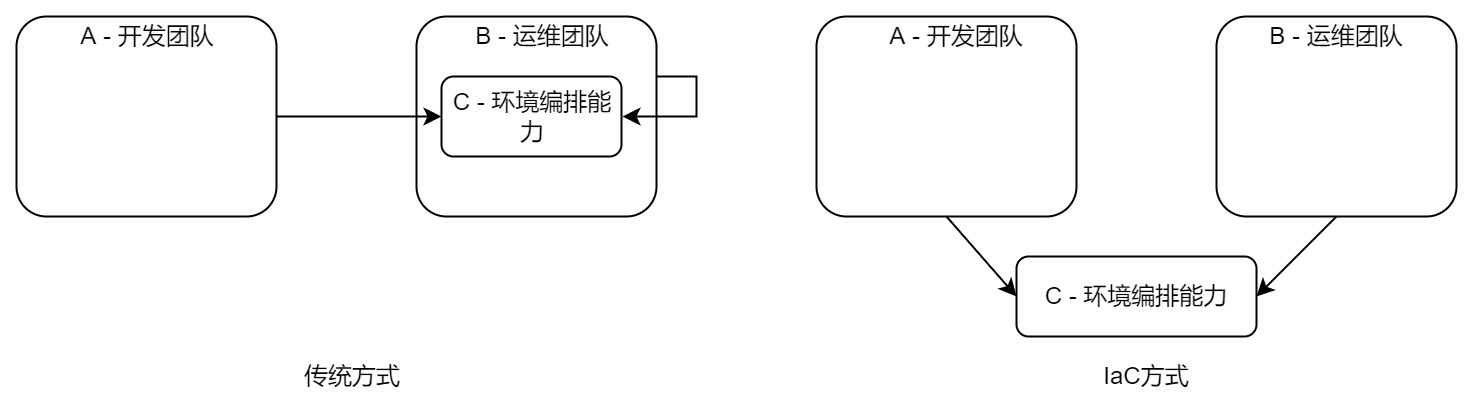 A - 开发团队
B - 运维团队
C - 环境编排能
力
传统方式
A - 开发团队
B - 运维团队
C - 环境编排能力
IaC方式